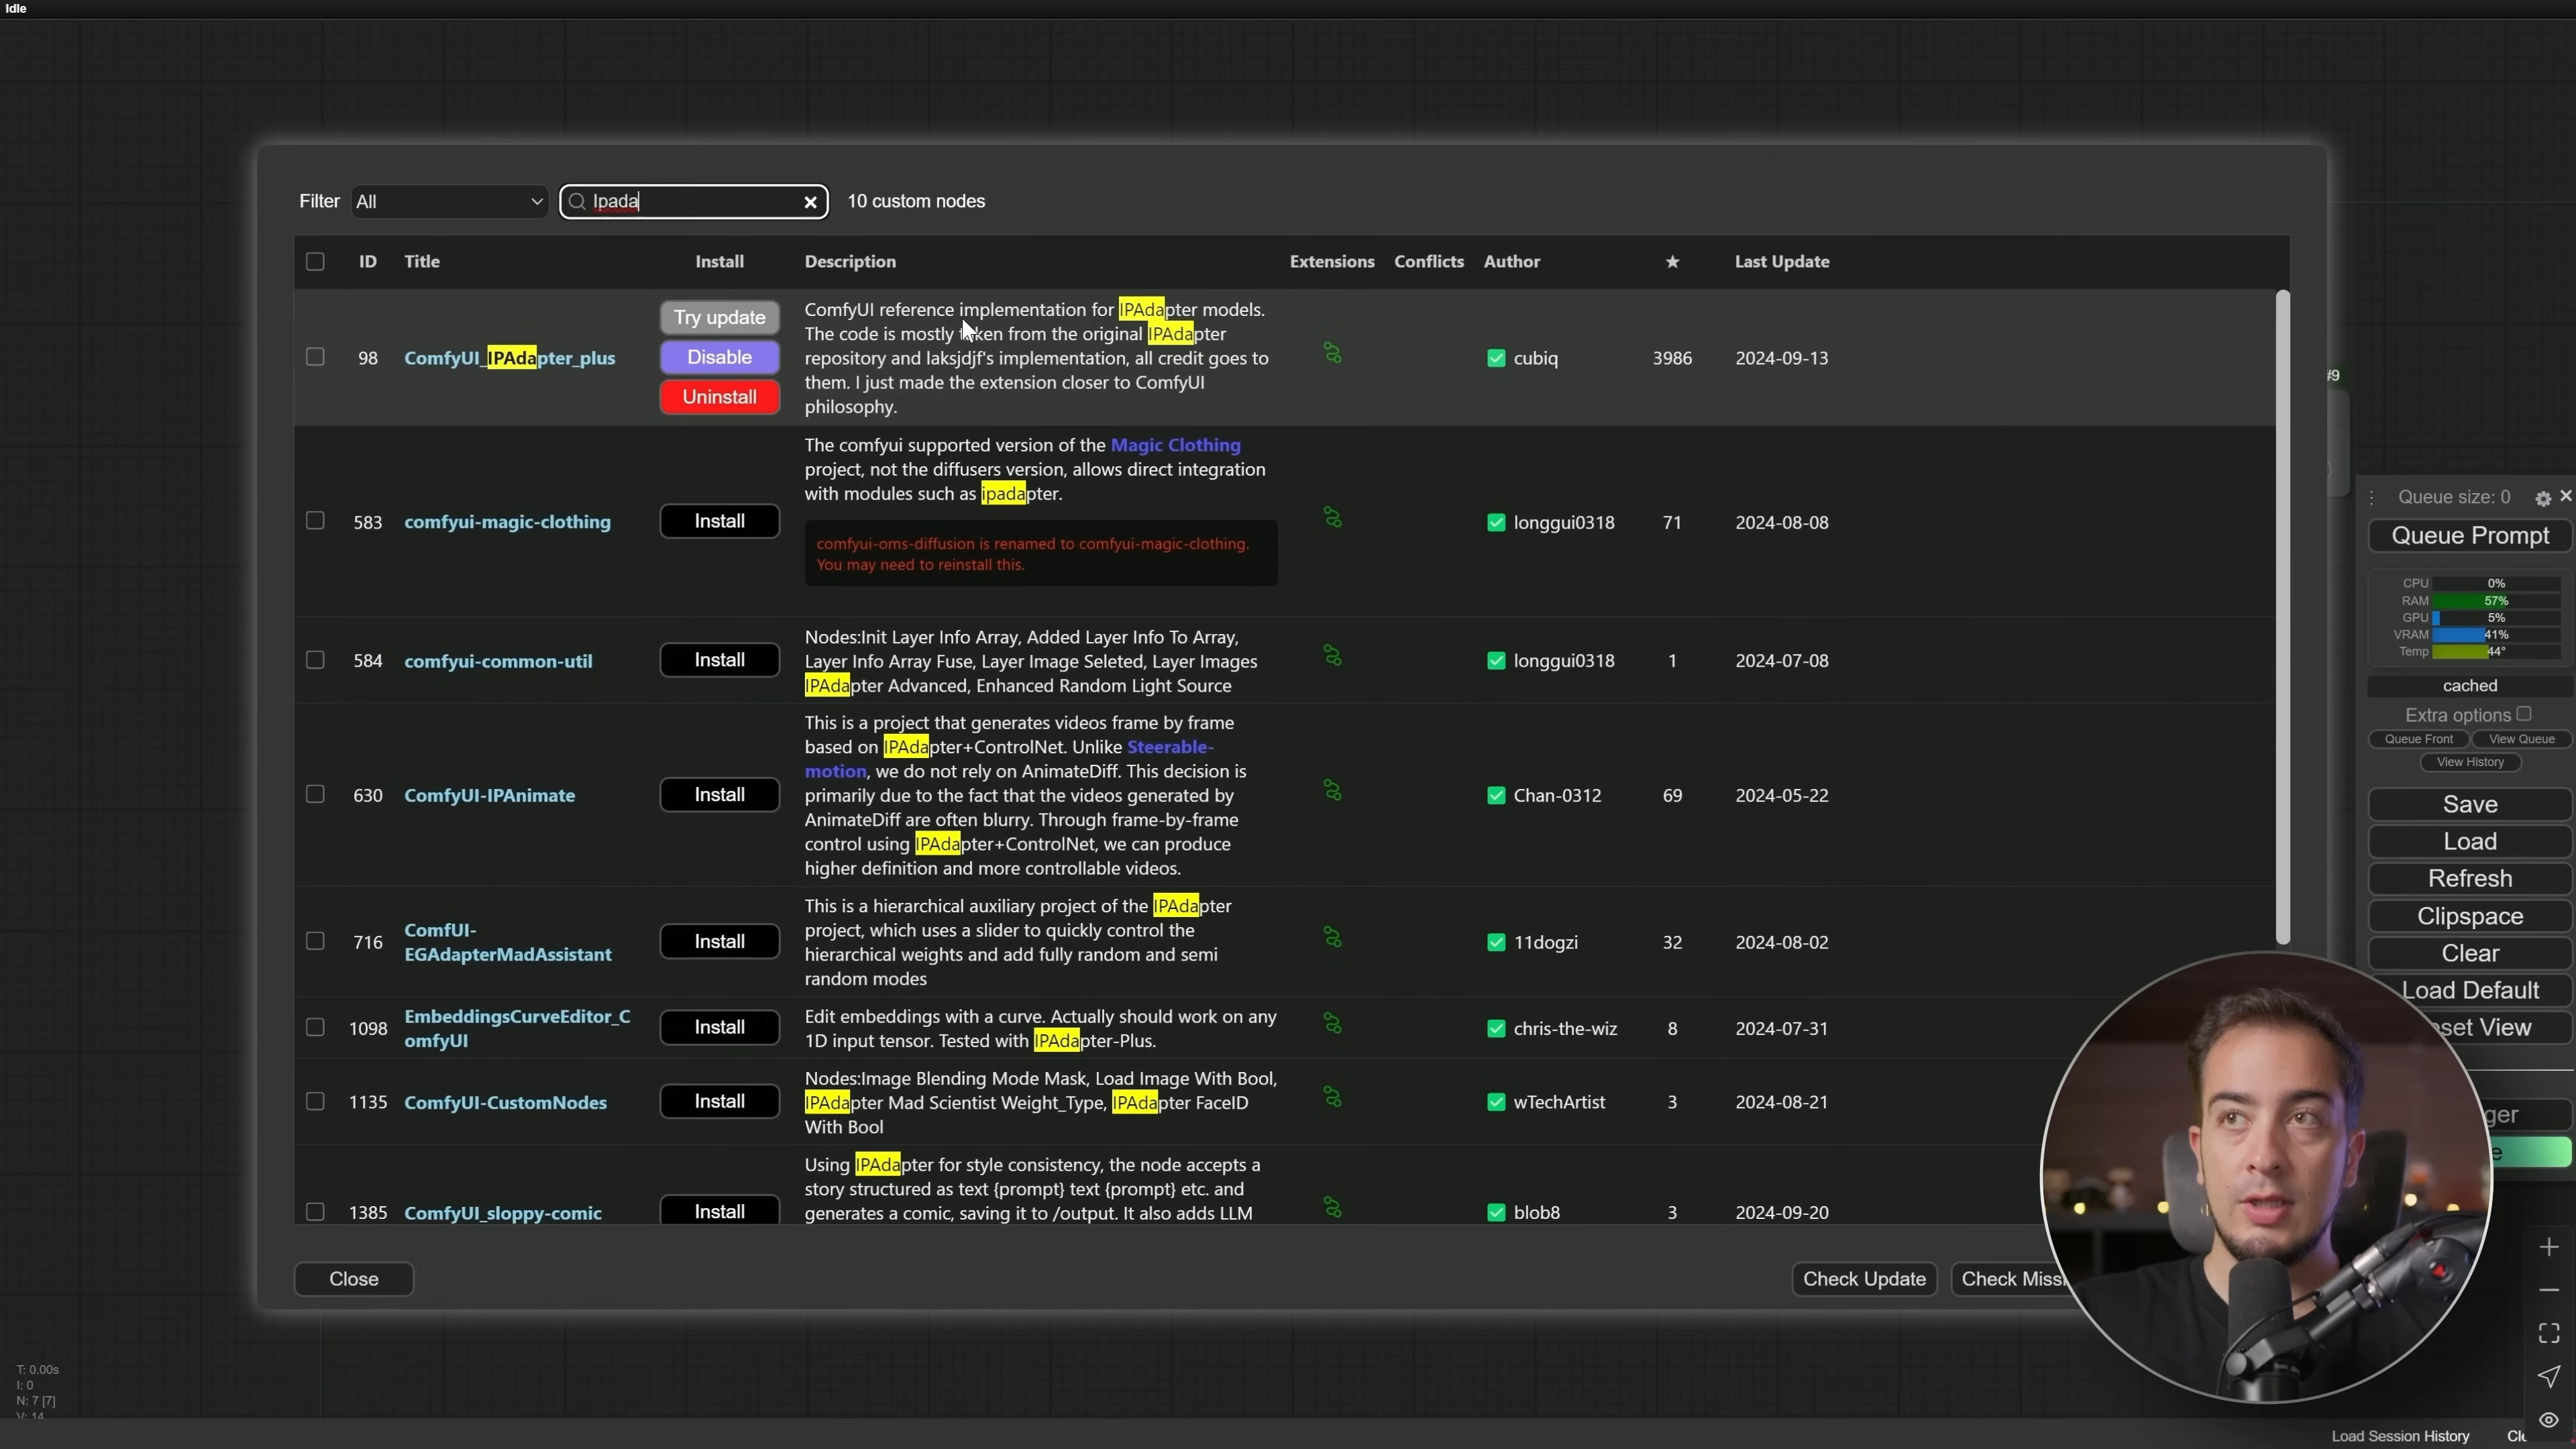 Idle
Filter All Ipada 10 custom nodes
ID Title Install Description Extensions Conflicts Author ★ Last Update
98 ComfyUI_IPAdapter_plus
Try update
Disable
Uninstall
ComfyUI reference implementation for IPAdapter models.
The code is mostly taken from the original IPAdapter
repository and laksjdjf's implementation, all credit goes to
them. I just made the extension closer to ComfyUI
philosophy.
cubiq 3986 2024-09-13
#9
583 comfyui-magic-clothing Install
The comfyui supported version of the Magic Clothing
project, not the diffusers version, allows direct integration
with modules such as ipadapter.
comfyui-oms-diffusion is renamed to comfyui-magic-clothing.
You may need to reinstall this.
longgui0318 71 2024-08-08
584 comfyui-common-util Install
Nodes:Init Layer Info Array, Added Layer Info To Array,
Layer Info Array Fuse, Layer Image Seleted, Layer Images
IPAdapter Advanced, Enhanced Random Light Source
longgui0318 1 2024-07-08
630 ComfyUI-IPAnimate Install
This is a project that generates videos frame by frame
based on IPAdapter+ControlNet. Unlike Steerable-
motion, we do not rely on AnimateDiff. This decision is
primarily due to the fact that the videos generated by
AnimateDiff are often blurry. Through frame-by-frame
control using IPAdapter+ControlNet, we can produce
higher definition and more controllable videos.
Chan-0312 69 2024-05-22
716 ComfUI-
EGAdapterMadAssistant
Install
This is a hierarchical auxiliary project of the IPAdapter
project, which uses a slider to quickly control the
hierarchical weights and add fully random and semi
random modes
11dogzi 32 2024-08-02
1098 EmbeddingsCurveEditor_C
omfyUI
Install
Edit embeddings with a curve. Actually should work on any
1D input tensor. Tested with IPAdapter-Plus.
chris-the-wiz 8 2024-07-31
1135 ComfyUI-CustomNodes Install
Nodes:Image Blending Mode Mask, Load Image With Bool,
IPAdapter Mad Scientist Weight_Type, IPAdapter FaceID
With Bool
wTechArtist 3 2024-08-21
1385 ComfyUI_sloppy-comic Install
Using IPAdapter for style consistency, the node accepts a
story structured as text {prompt} text {prompt} etc. and
generates a comic, saving it to /output. It also adds LLM
blob8 3 2024-09-20
Close Check Update Check Miss
Queue size: 0
Queue Prompt
CPU 0%
RAM 57%
GPU 5%
VRAM 41%
Temp 44°
cached
Extra options
Queue Front View Queue
View History
Save
Load
Refresh
Clipspace
Clear
Load Default
eset View
ger
e
T: 0.00s
I: 0
N: 7 [7]
V: 14
Load Session History Cle